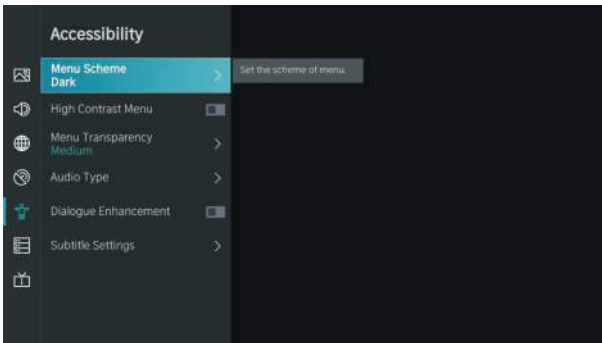 Accessibility
Menu Scheme
Dark
Set the scheme of menu.
High Contrast Menu
Menu Transparency
Medium
Audio Type
Dialogue Enhancement
Subtitle Settings